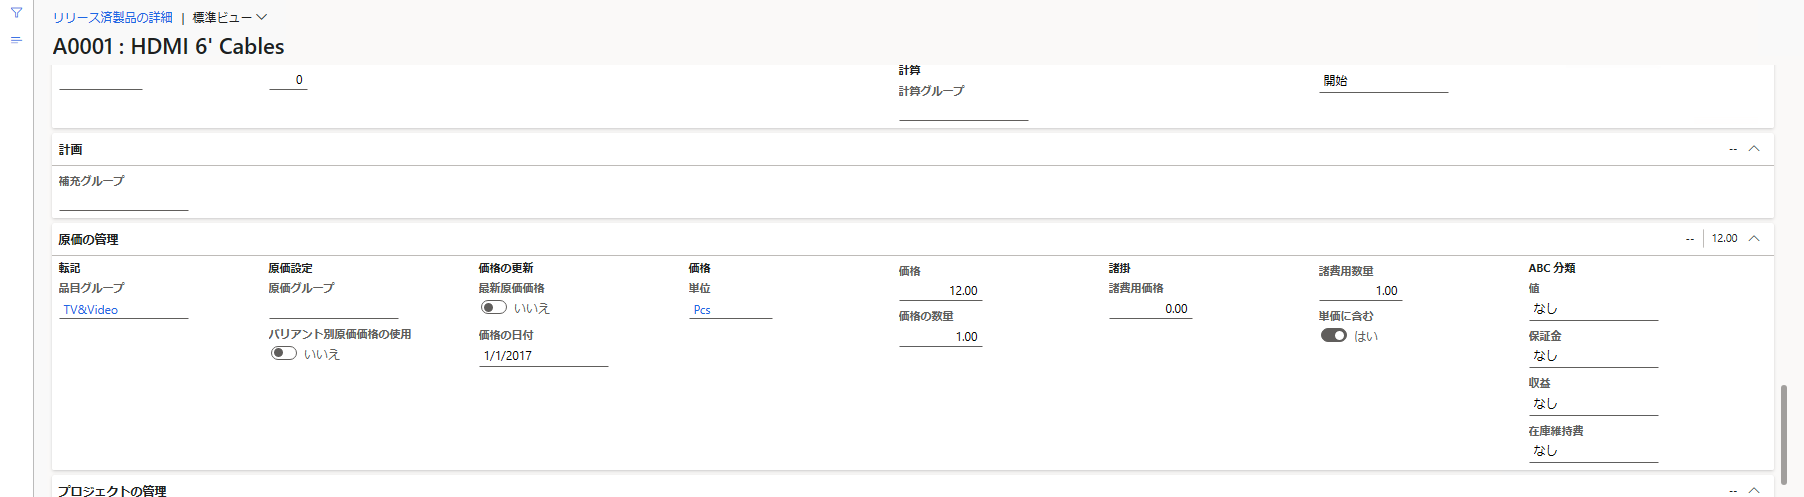 リリース済製品の詳細 | 標準ビュー
A0001 : HDMI 6' Cables
計算
0
開始
計算グループ
計画
--
補充グループ
原価の管理
-- 12.00
転記
品目グループ
TV&Video
原価設定
原価グループ
バリアント別原価価格の使用
いいえ
価格の更新
最新原価価格
いいえ
価格の日付
1/1/2017
価格
単位
Pcs
価格
12.00
価格の数量
1.00
諸掛
諸費用価格
0.00
諸費用数量
1.00
単価に含む
はい
ABC 分類
値
なし
保証金
なし
収益
なし
在庫維持費
なし
プロジェクトの管理
--